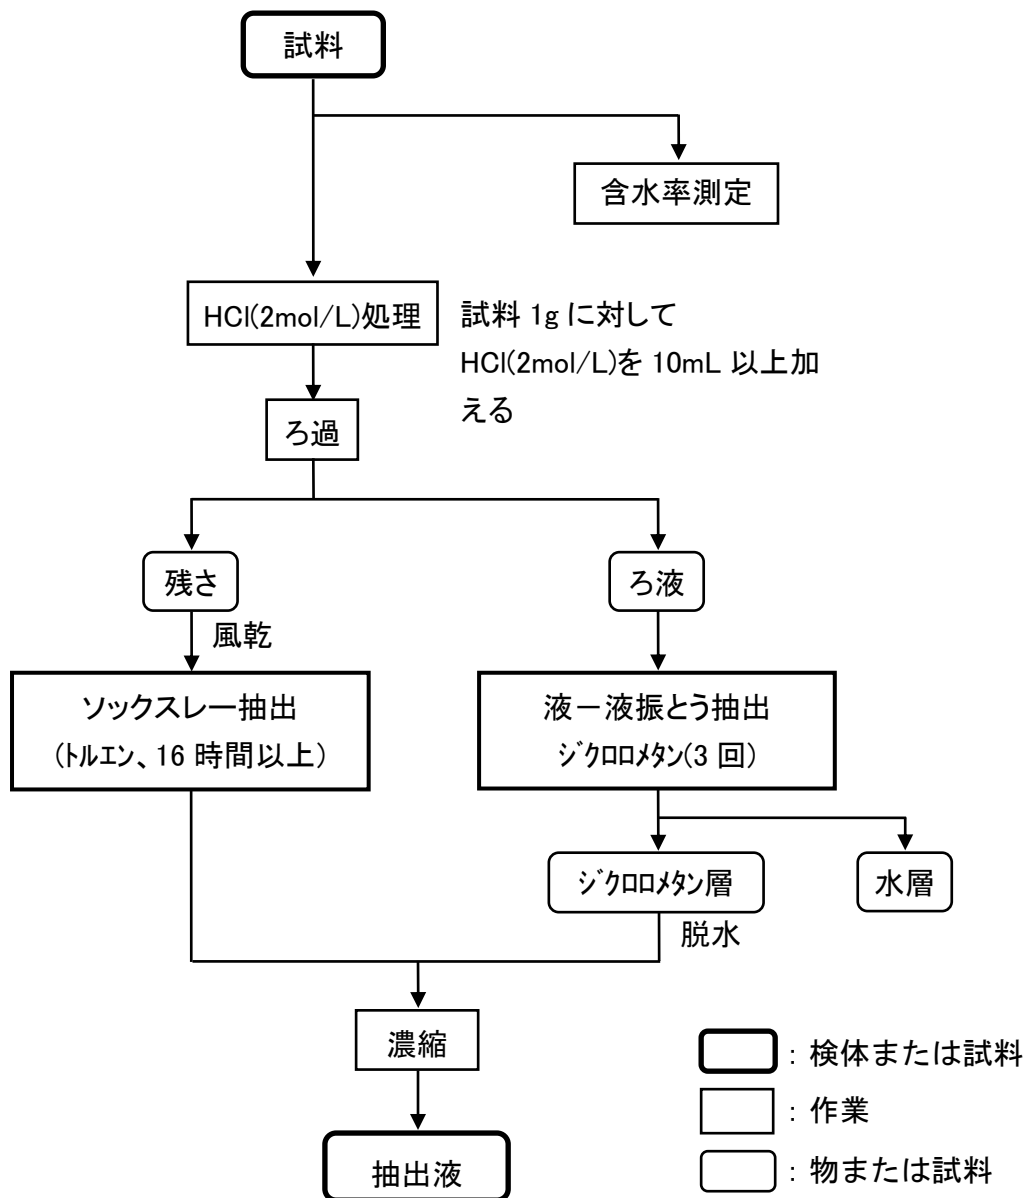 試料
含水率測定
HCl(2mol/L)処理
試料 1g に対して
HCl(2mol/L)を 10mL 以上加
える
ろ過
残さ
ろ液
風乾
ソックスレー抽出
(ﾄﾙｴﾝ、16 時間以上)
液－液振とう抽出
ｼﾞｸﾛﾛﾒﾀﾝ(3 回)
ｼﾞｸﾛﾛﾒﾀﾝ層
水層
脱水
濃縮
抽出液
：検体または試料
：作業
：物または試料